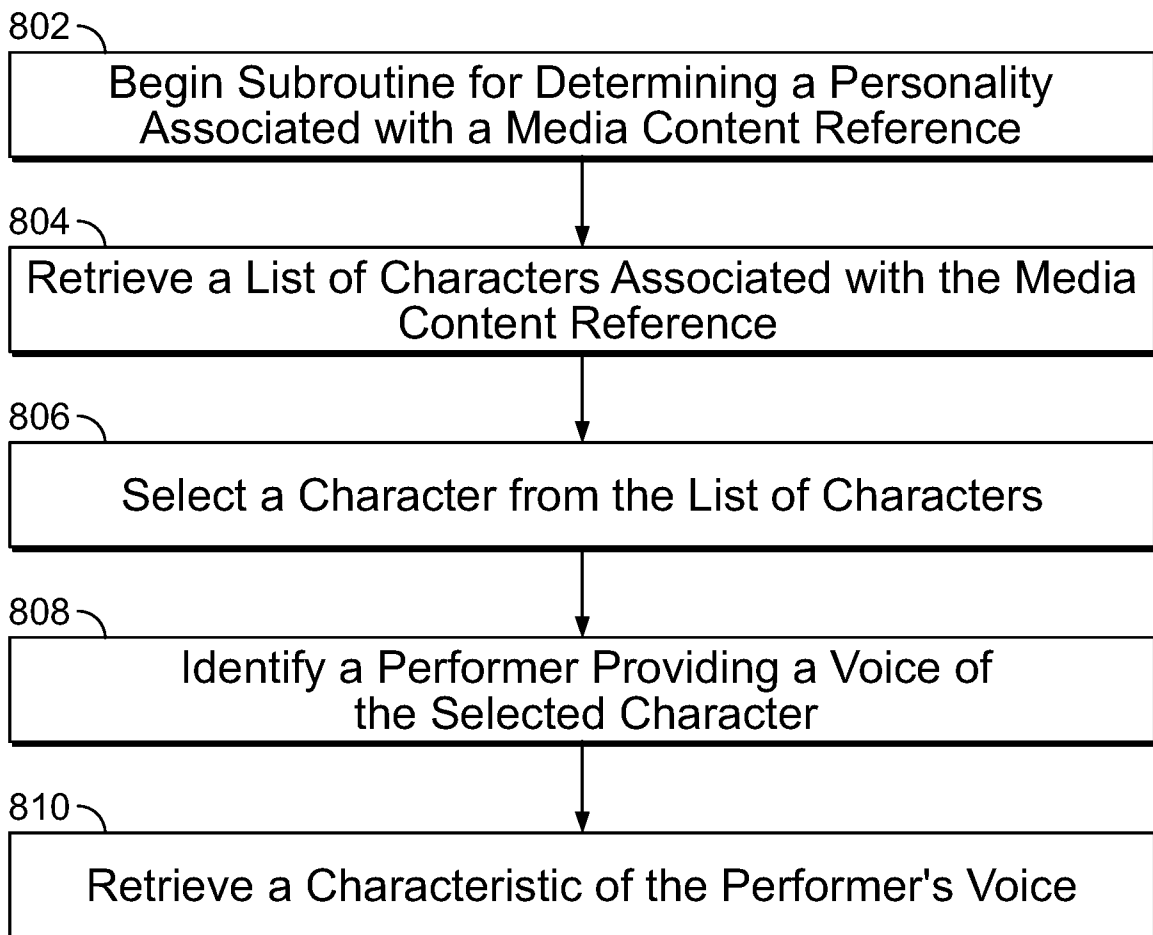 802
Begin Subroutine for Determining a Personality
Associated with a Media Content Reference
804
Retrieve a List of Characters Associated with the Media
Content Reference
806
Select a Character from the List of Characters
808
Identify a Performer Providing a Voice of
the Selected Character
810
Retrieve a Characteristic of the Performer's Voice